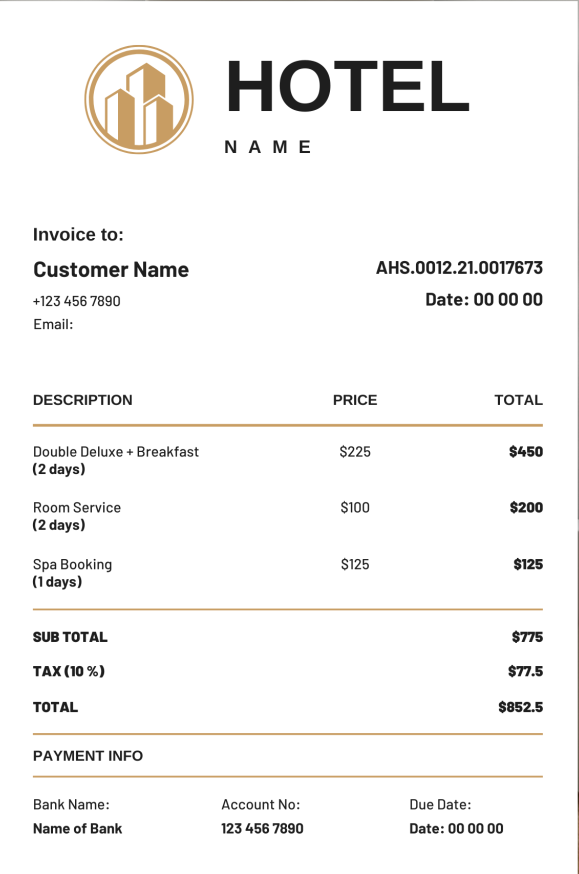 HOTEL
NAME
Invoice to:
Customer Name
AHS.0012.21.0017673
+123 456 7890
Date: 00 00 00
Email:
DESCRIPTION PRICE TOTAL
Double Deluxe + Breakfast $225 $450
(2 days)
Room Service $100 $200
(2 days)
Spa Booking $125 $125
(1 days)
SUB TOTAL $775
TAX (10 %) $77.5
TOTAL $852.5
PAYMENT INFO
Bank Name: Account No: Due Date:
Name of Bank 123 456 7890 Date: 00 00 00